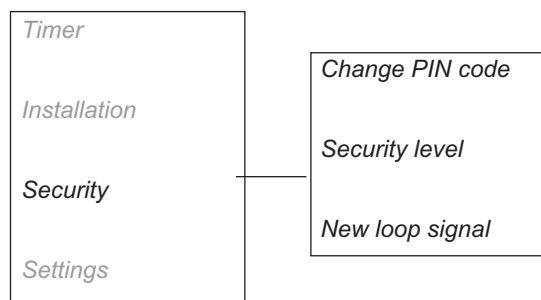 Timer
Installation
Security
Settings
Change PIN code
Security level
New loop signal